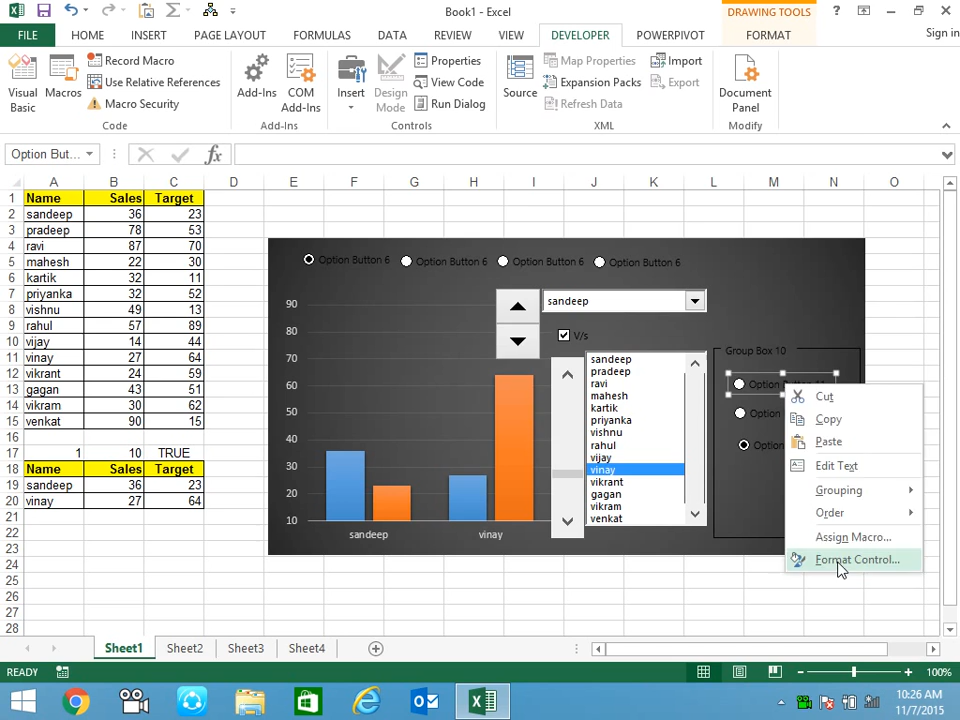 Book1 - Excel
DRAWING TOOLS
?
FILE HOME INSERT PAGE LAYOUT FORMULAS DATA REVIEW VIEW DEVELOPER POWERPIVOT FORMAT
Sign in
Visual Basic
Macros
Record Macro
Use Relative References
Macro Security
Code
Add-Ins
COM Add-Ins
Add-Ins
Insert
Design Mode
Properties
View Code
Run Dialog
Controls
Source
Map Properties
Expansion Packs
Refresh Data
Import
Export
XML
Document Panel
Modify
Option But...
fx
A B C D E F G H I J K L M N O
1 Name Sales Target
2 sandeep 36 23
3 pradeep 78 53
4 ravi 87 70
5 mahesh 22 30
6 kartik 32 11
7 priyanka 32 52
8 vishnu 49 13
9 rahul 57 89
10 vijay 14 44
11 vinay 27 64
12 vikrant 24 59
13 gagan 43 51
14 vikram 30 62
15 venkat 90 15
16
17 1 10 TRUE
18 Name Sales Target
19 sandeep 36 23
20 vinay 27 64
21
22
23
24
25
26
27
28
Option Button 6 Option Button 6 Option Button 6 Option Button 6
90
80
70
60
50
40
30
20
10
sandeep vinay
sandeep
V/s
sandeep
pradeep
ravi
mahesh
kartik
priyanka
vishnu
rahul
vijay
vinay
vikrant
gagan
vikram
venkat
Group Box 10
Option
Option
Cut
Copy
Paste
Edit Text
Grouping
Order
Assign Macro...
Format Control...
Sheet1 Sheet2 Sheet3 Sheet4
READY
100%
10:26 AM
11/7/2015